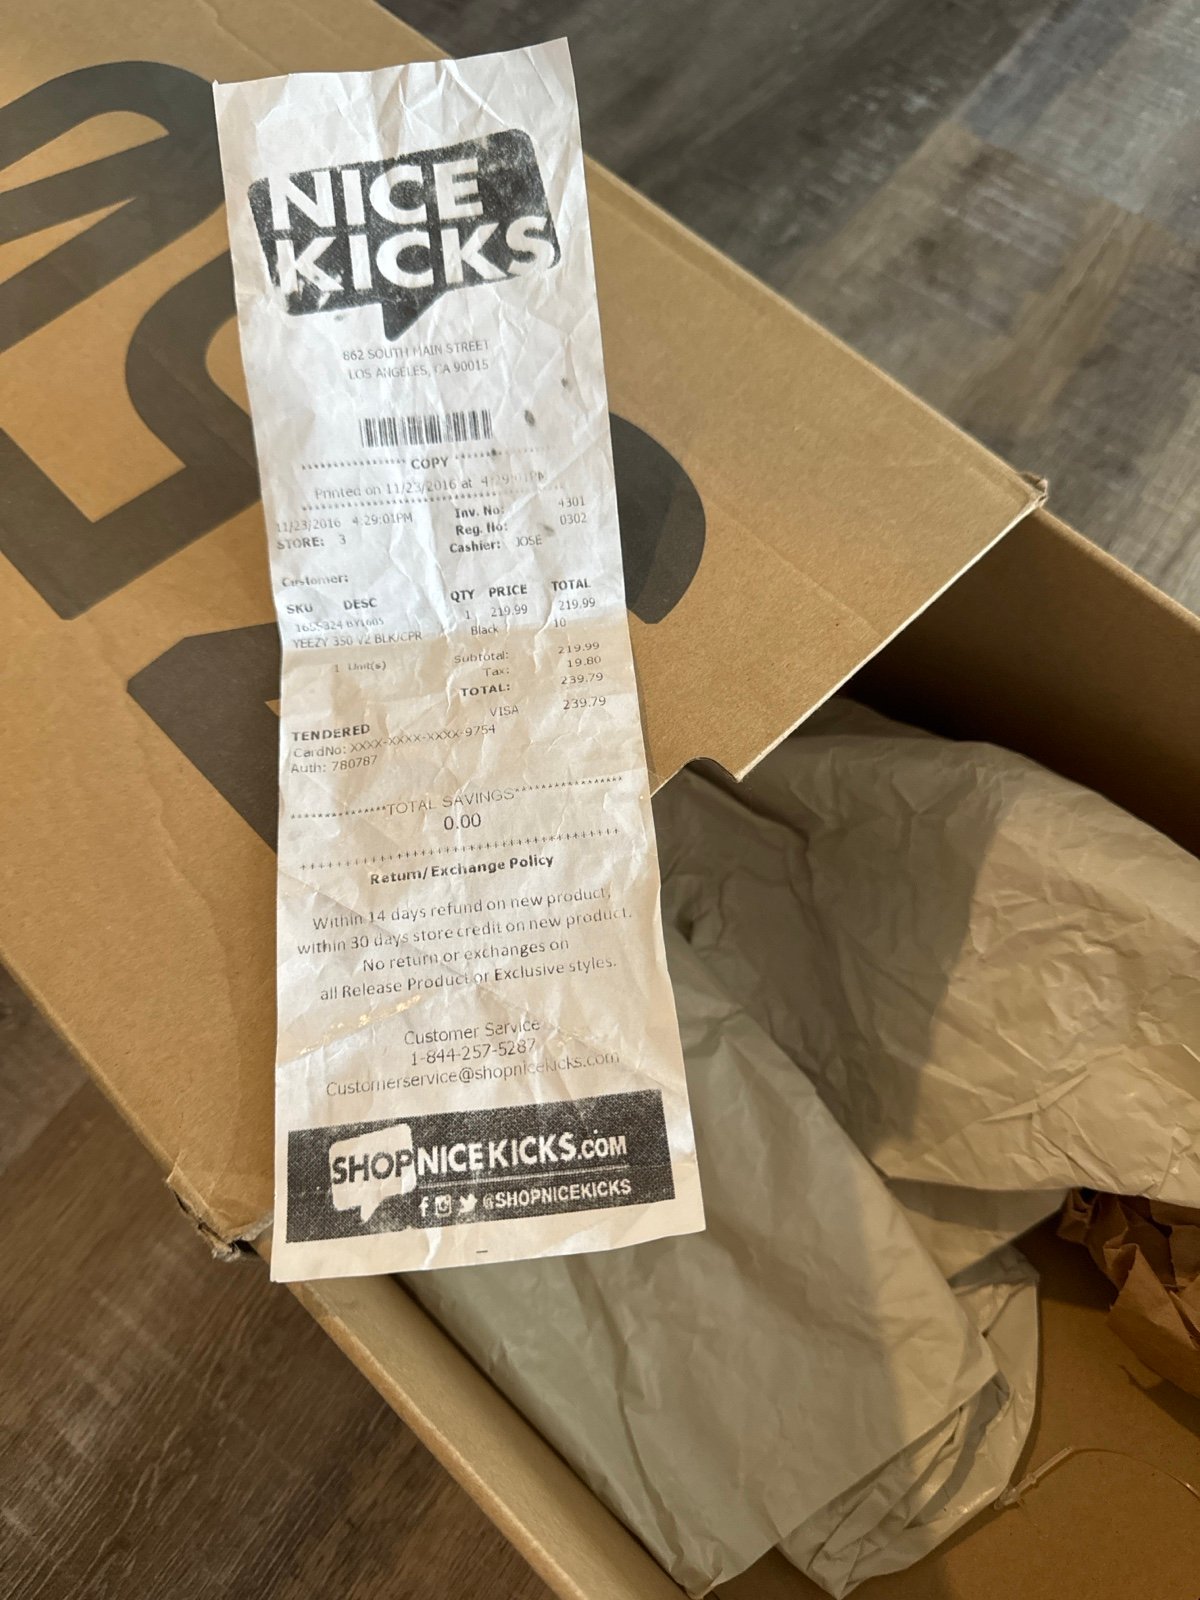 NICE
KICKS
862 SOUTH MAIN STREET
LOS ANGELES, CA 90015
*************** COPY ***************
Printed on 11/23/2016 at 4:29:01PM
11/23/2016 4:29:01PM Inv. No: 4301
Reg. No: 0302
STORE: 3 Cashier: JOSE
Customer:
SKU DESC QTY PRICE TOTAL
BY1605 1 219.99 219.99
YEEZY 350 V2 BLK/CPR Black 10
1 Unit(s) Subtotal: 219.99
Tax: 19.80
TOTAL: 239.79
VISA 239.79
TENDERED
CardNo: XXXX-XXXX-XXXX-9754
Auth: 780787
***************TOTAL SAVINGS***************
0.00
Return/Exchange Policy
Within 14 days refund on new product,
within 30 days store credit on new product.
No return or exchanges on
all Release Product or Exclusive styles.
Customer Service
1-844-257-5287
Customerservice@shopnicekicks.com
SHOPNICEKICKS.COM
@SHOPNICEKICKS